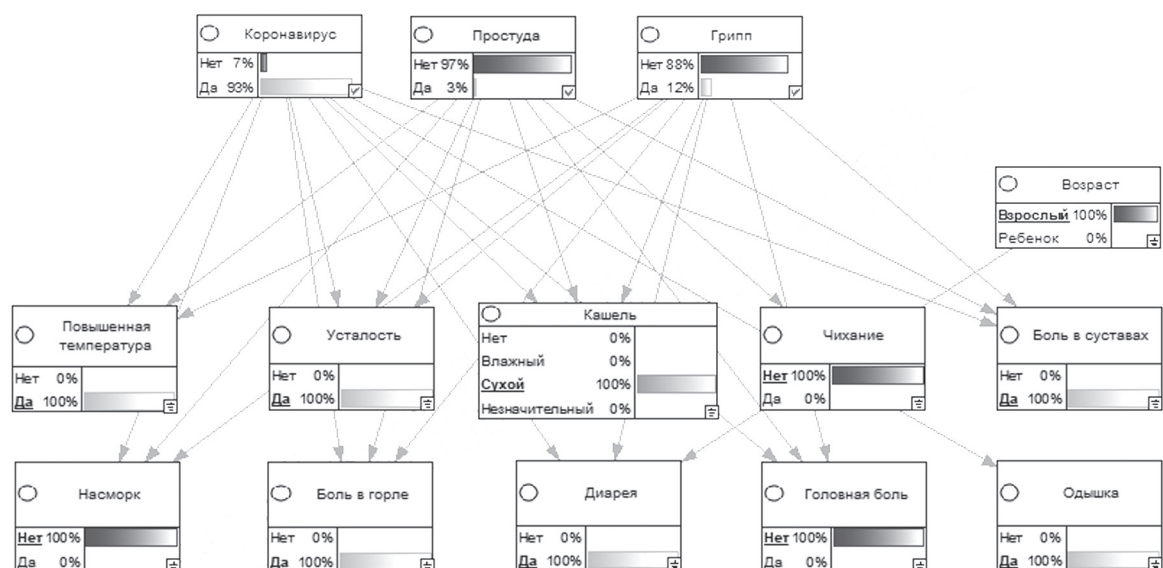 Коронавирус
Нет 7%
Да 93%
Простуда
Нет 97%
Да 3%
Грипп
Нет 88%
Да 12%
Возраст
Взрослый 100%
Ребенок 0%
Повышенная
температура
Нет 0%
Да 100%
Усталость
Нет 0%
Да 100%
Кашель
Нет 0%
Влажный 0%
Сухой 100%
Незначительный 0%
Чихание
Нет 100%
Да 0%
Боль в суставах
Нет 0%
Да 100%
Насморк
Нет 100%
Да 0%
Боль в горле
Нет 0%
Да 100%
Диарея
Нет 0%
Да 100%
Головная боль
Нет 100%
Да 0%
Одышка
Нет 0%
Да 100%